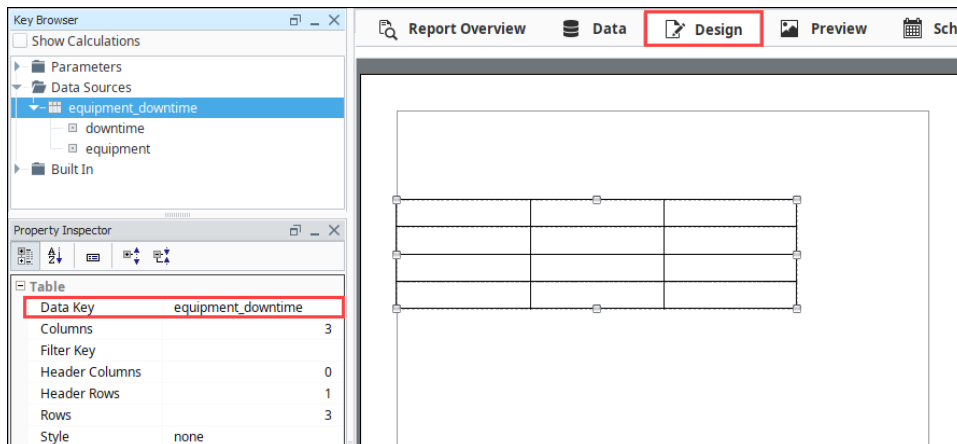 Key Browser
Show Calculations
Parameters
Data Sources
equipment_downtime
downtime
equipment
Built In
Property Inspector
Table
Data Key equipment_downtime
Columns 3
Filter Key
Header Columns 0
Header Rows 1
Rows 3
Style none
Report Overview Data Design Preview Sch